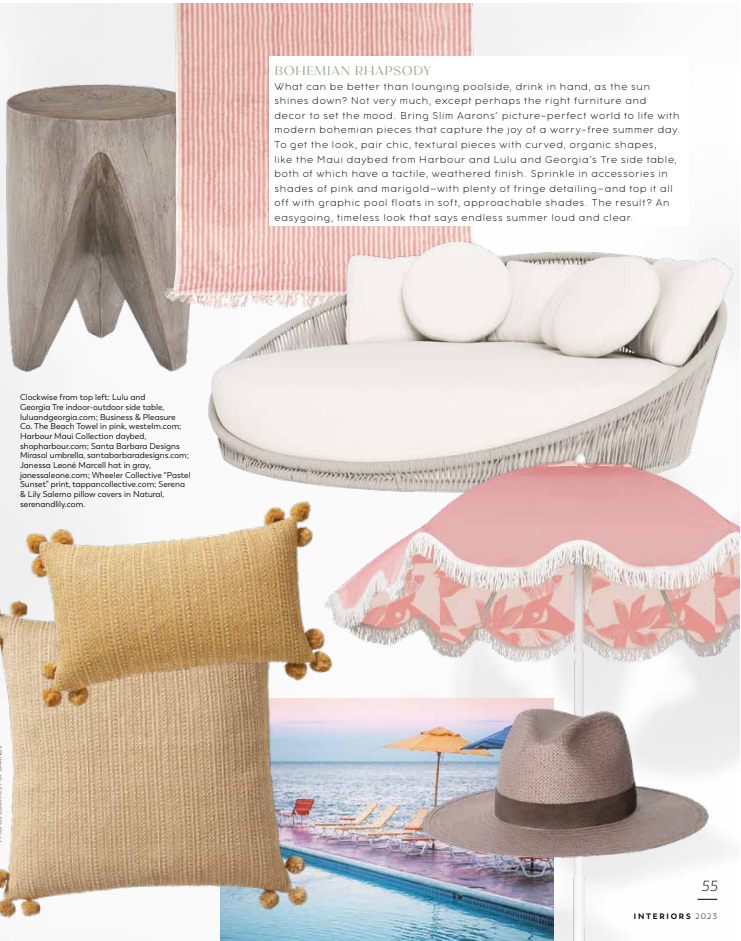 BOHEMIAN RHAPSODY
What can be better than lounging poolside, drink in hand, as the sun
shines down? Not very much, except perhaps the right furniture and
decor to set the mood. Bring Slim Aarons’ picture-perfect world to life with
modern bohemian pieces that capture the joy of a worry-free summer day.
To get the look, pair chic, textural pieces with curved, organic shapes,
like the Maui daybed from Harbour and Lulu and Georgia’s Tre side table,
both of which have a tactile, weathered finish. Sprinkle in accessories in
shades of pink and marigold–with plenty of fringe detailing–and top it all
off with graphic pool floats in soft, approachable shades. The result? An
easygoing, timeless look that says endless summer loud and clear.
Clockwise from top left: Lulu and
Georgia Tre indoor-outdoor side table,
luluandgeorgia.com; Business & Pleasure
Co. The Beach Towel in pink, westelm.com;
Harbour Maui Collection daybed,
shopharbour.com; Santa Barbara Designs
Mirasol umbrella, santabarbaradesigns.com;
Janessa Leoné Marcell hat in gray,
janessaleone.com; Wheeler Collective “Pastel
Sunset” print, tappancollective.com; Serena
& Lily Salerno pillow covers in Natural,
serenandlily.com.
55
INTERIORS 2023